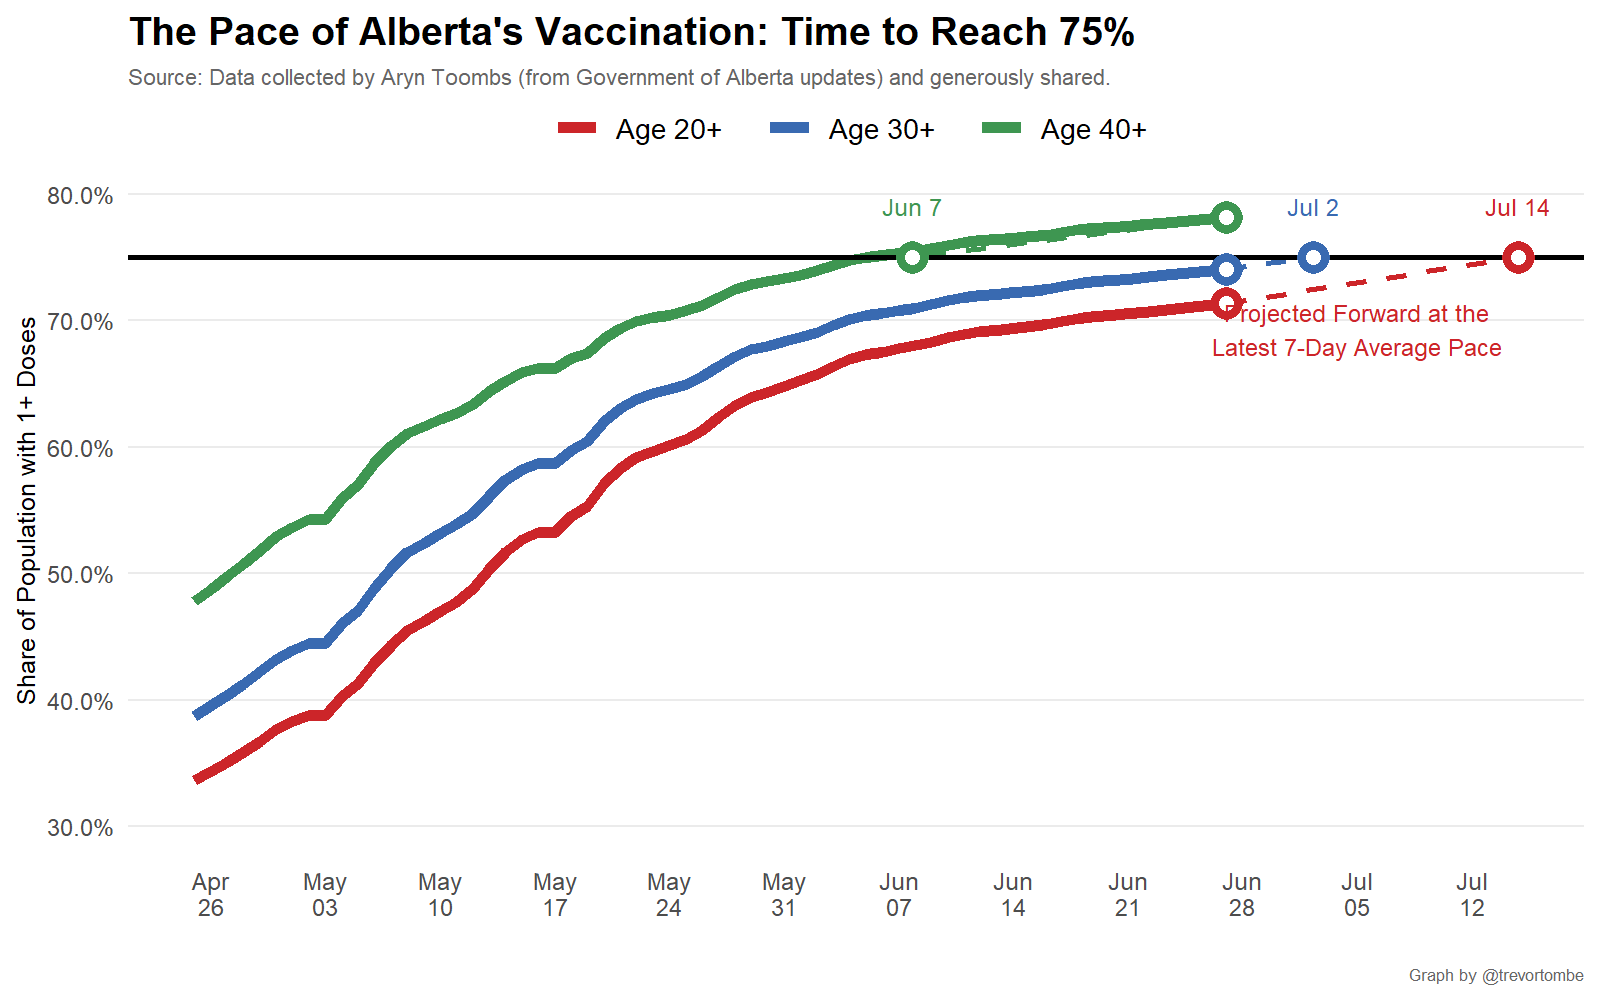 The Pace of Alberta's Vaccination: Time to Reach 75%
Source: Data collected by Aryn Toombs (from Government of Alberta updates) and generously shared.
Age 20+ Age 30+ Age 40+
Share of Population with 1+ Doses
80.0%
70.0%
60.0%
50.0%
40.0%
30.0%
Jun 7
Jul 2
Jul 14
Projected Forward at the
Latest 7-Day Average Pace
Apr 26
May 03
May 10
May 17
May 24
May 31
Jun 07
Jun 14
Jun 21
Jun 28
Jul 05
Jul 12
Graph by @trevortombe